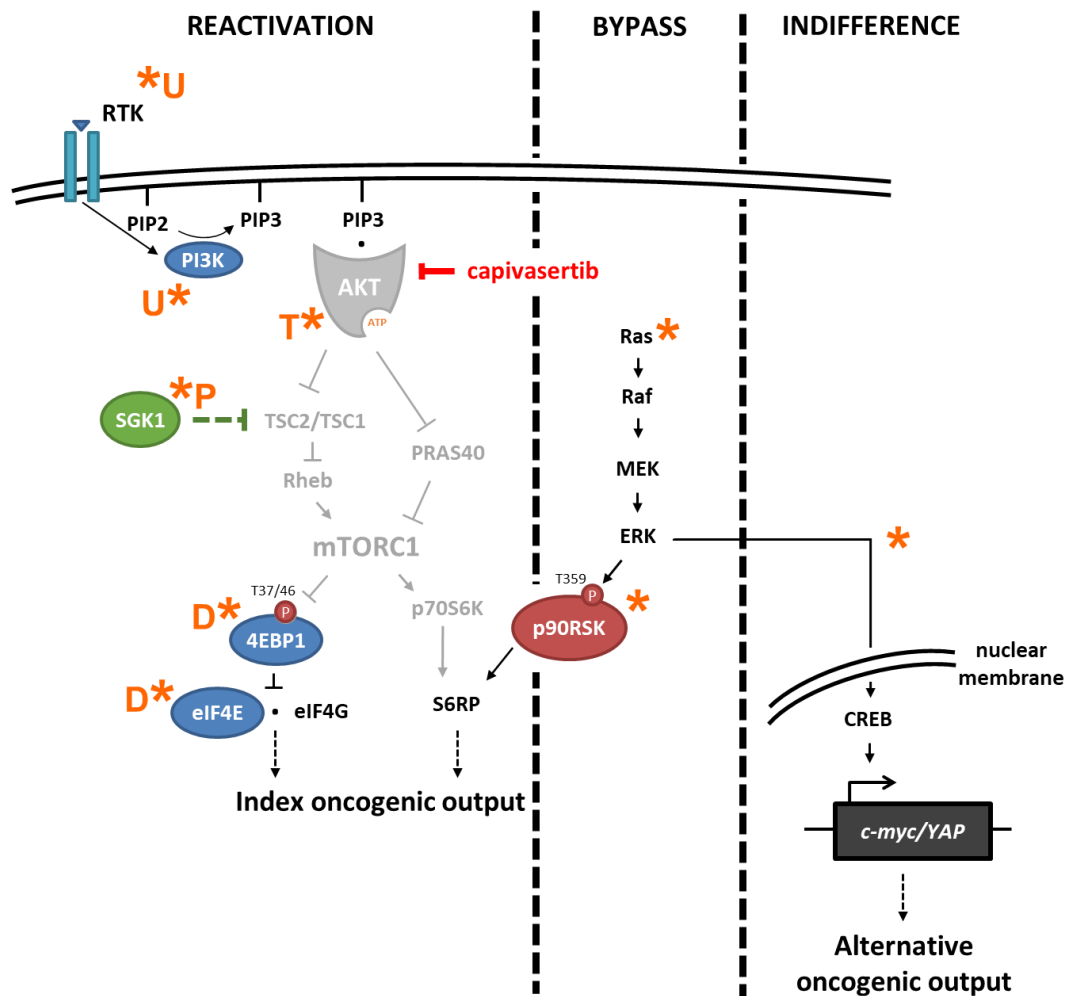 REACTIVATION
BYPASS
INDIFFERENCE
*U
RTK
PIP2
PIP3
PIP3
PI3K
U*
AKT
ATP
T*
capivasertib
Ras *
Raf
MEK
ERK
*
*P
SGK1
TSC2/TSC1
PRAS40
Rheb
mTORC1
T37/46
P
D*
4EBP1
p70S6K
T359
P
p90RSK
*
D*
eIF4E
eIF4G
S6RP
nuclear
membrane
CREB
Index oncogenic output
c-myc/YAP
Alternative
oncogenic output